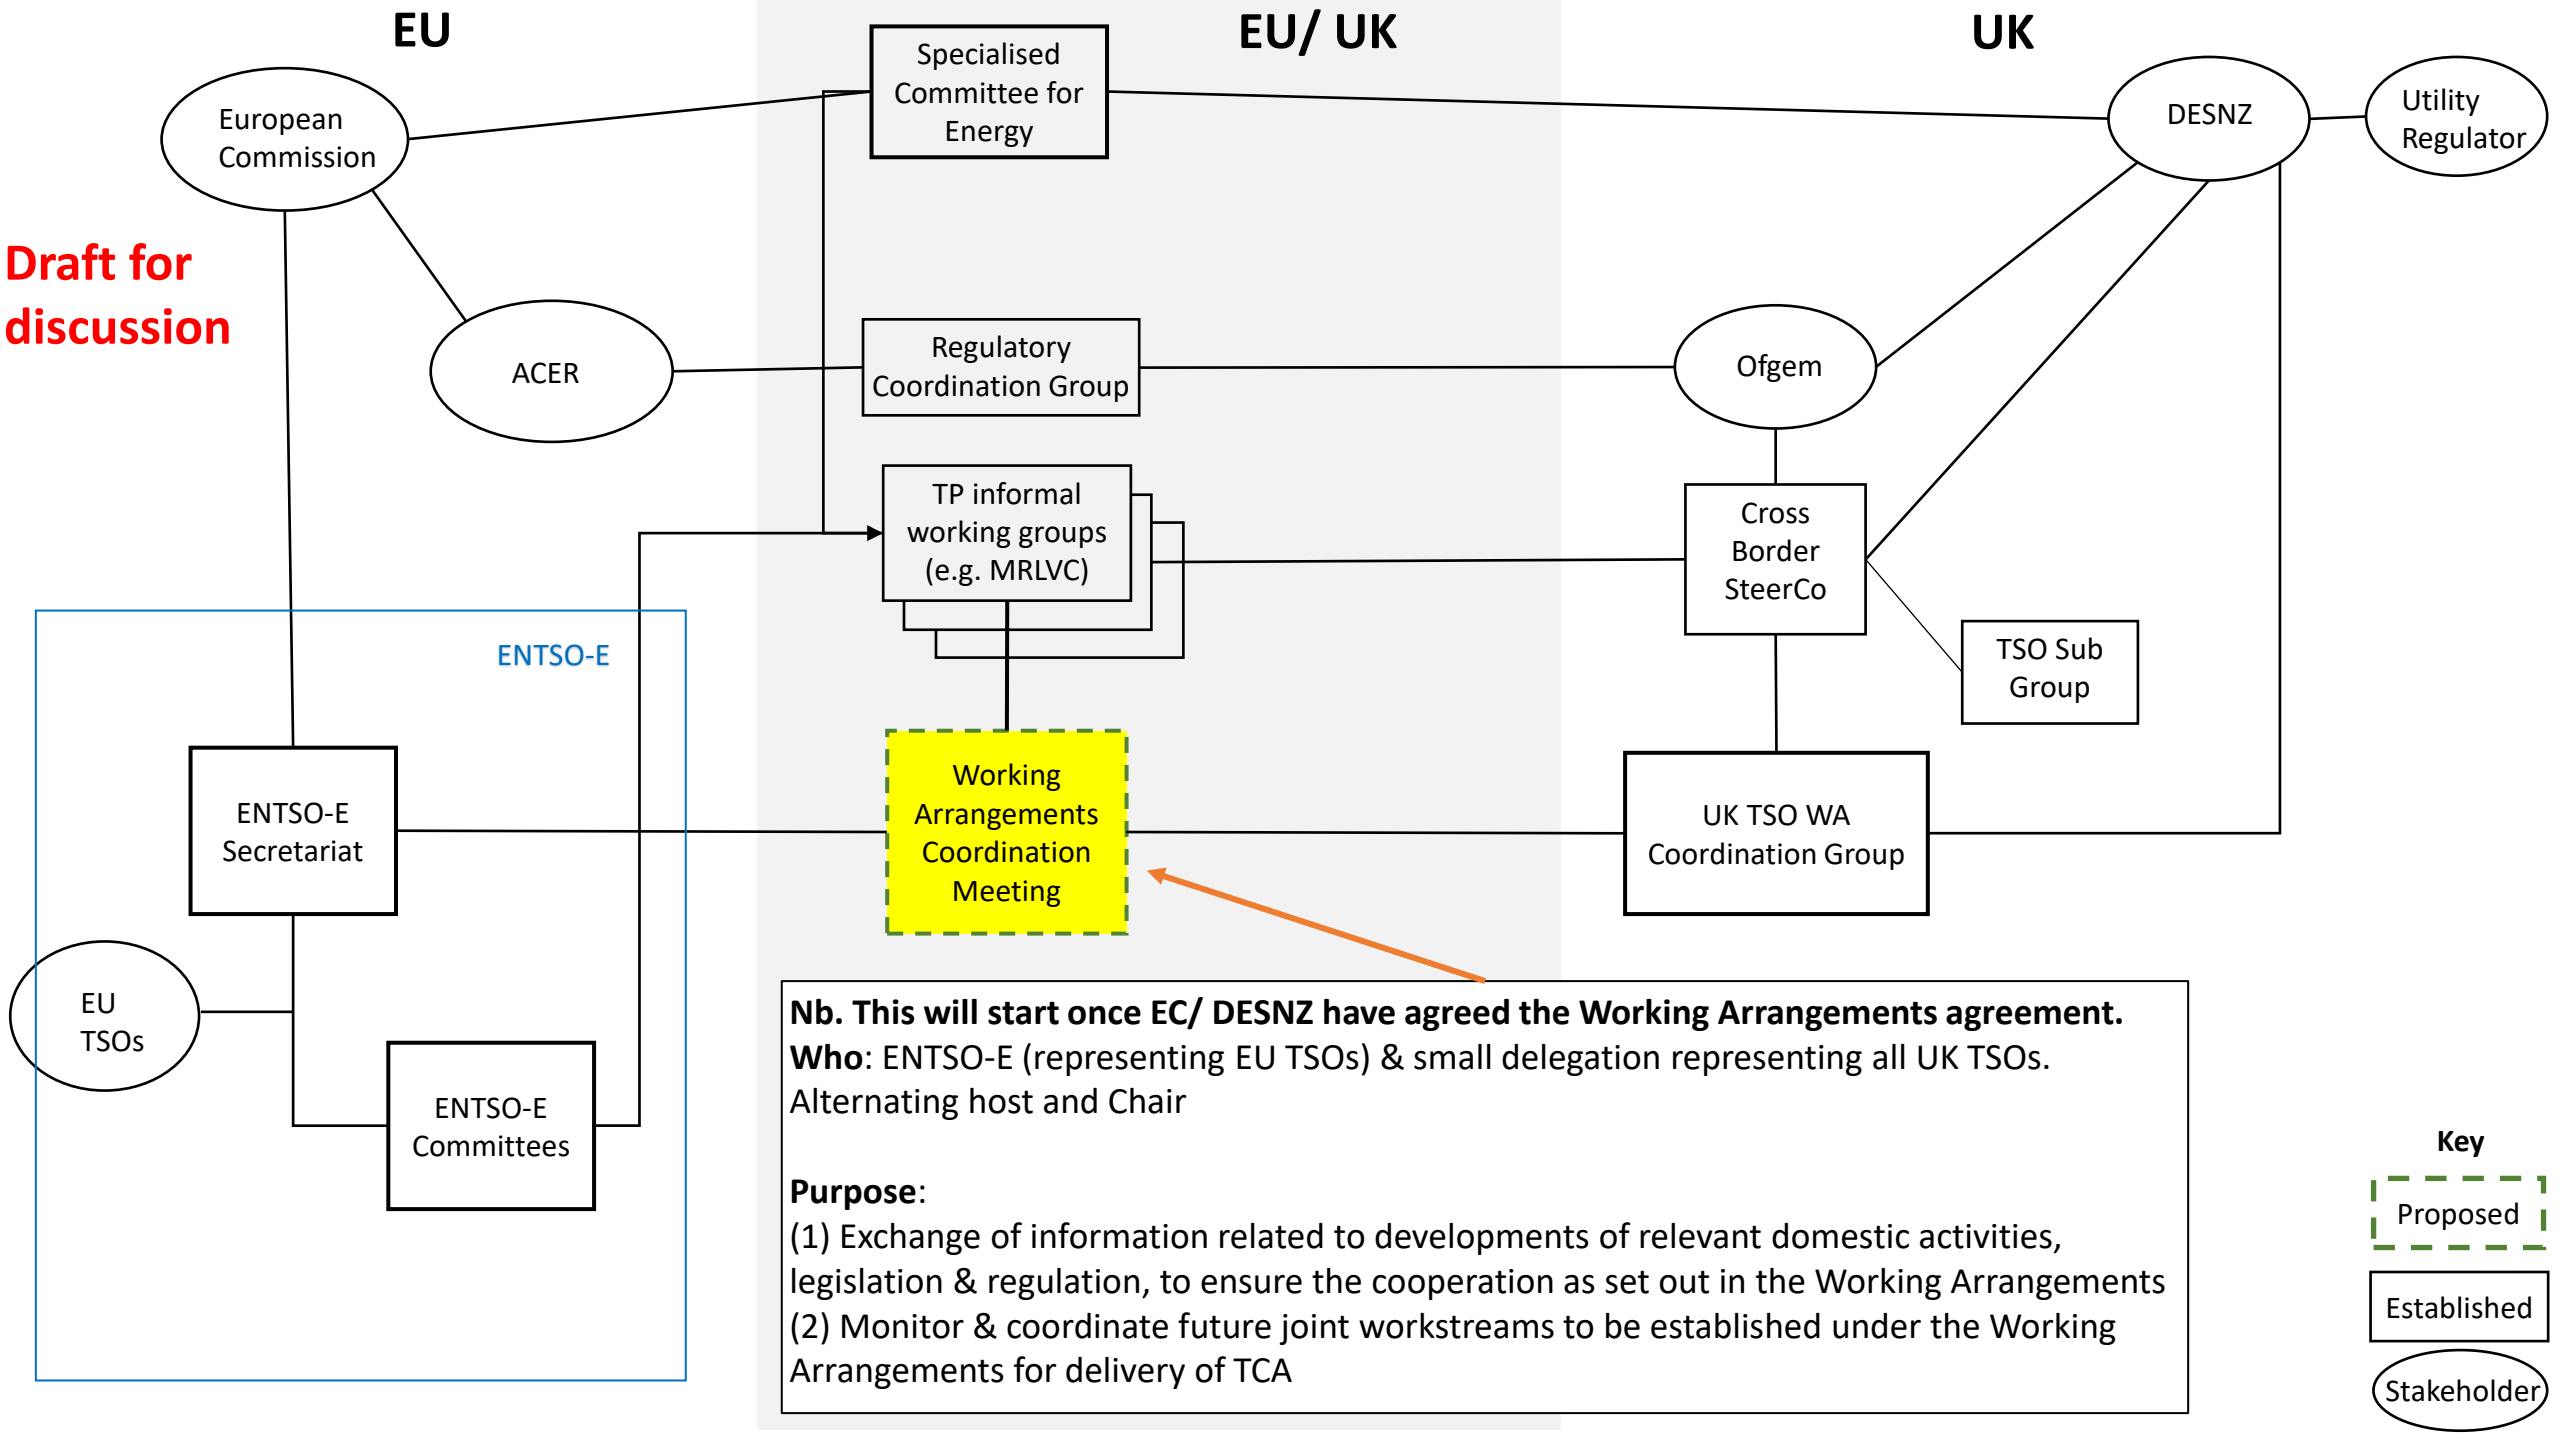 EU
EU/ UK
UK
Specialised
Committee for
Energy
European
Commission
DESNZ
Utility
Regulator
Draft for
discussion
ACER
Regulatory
Coordination Group
Ofgem
TP informal
working groups
(e.g. MRLVC)
Cross
Border
SteerCo
ENTSO-E
TSO Sub
Group
ENTSO-E
Secretariat
Working
Arrangements
Coordination
Meeting
UK TSO WA
Coordination Group
EU
TSOs
ENTSO-E
Committees
Nb. This will start once EC/ DESNZ have agreed the Working Arrangements agreement.
Who: ENTSO-E (representing EU TSOs) & small delegation representing all UK TSOs.
Alternating host and Chair
Purpose:
(1) Exchange of information related to developments of relevant domestic activities,
legislation & regulation, to ensure the cooperation as set out in the Working Arrangements
(2) Monitor & coordinate future joint workstreams to be established under the Working
Arrangements for delivery of TCA
Key
Proposed
Established
Stakeholder